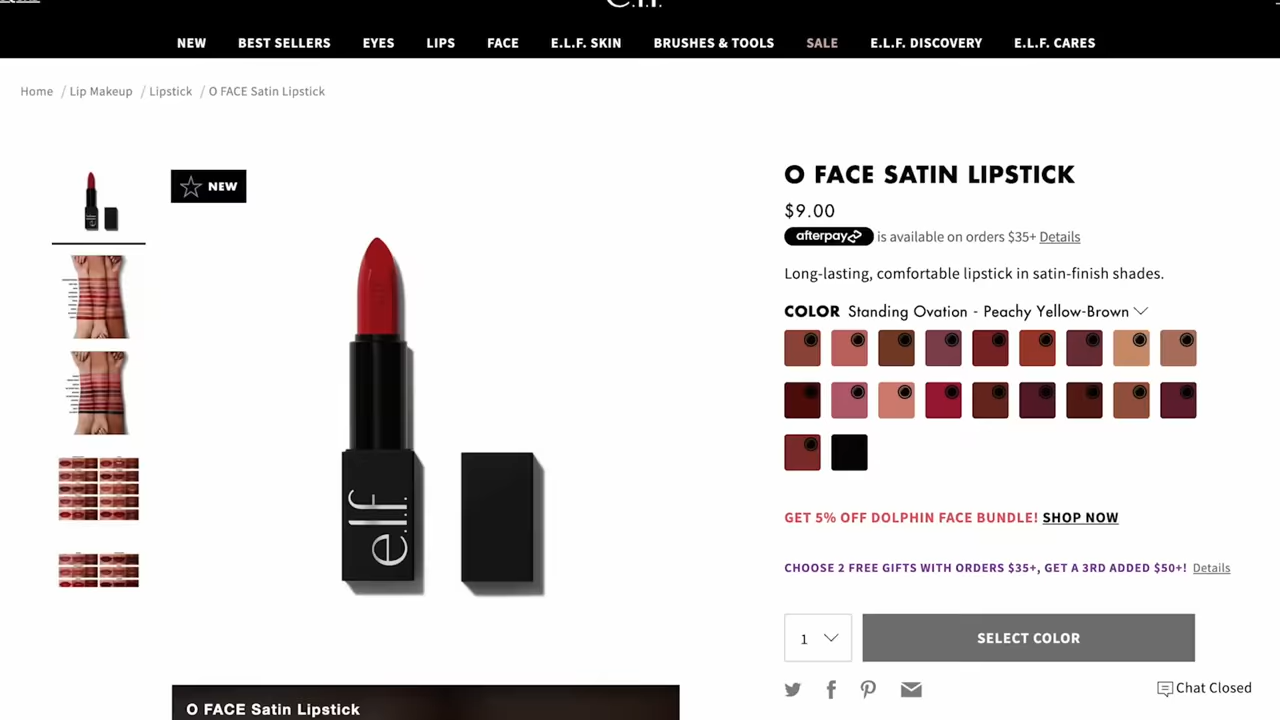 e.l.f.
NEW BEST SELLERS EYES LIPS FACE E.L.F. SKIN BRUSHES & TOOLS SALE E.L.F. DISCOVERY E.L.F. CARES
Home / Lip Makeup / Lipstick / O FACE Satin Lipstick
NEW
e.l.f.
O FACE SATIN LIPSTICK
$9.00
afterpay is available on orders $35+ Details
Long-lasting, comfortable lipstick in satin-finish shades.
COLOR Standing Ovation - Peachy Yellow-Brown
GET 5% OFF DOLPHIN FACE BUNDLE! SHOP NOW
CHOOSE 2 FREE GIFTS WITH ORDERS $35+, GET A 3RD ADDED $50+! Details
1 SELECT COLOR
Chat Closed
O FACE Satin Lipstick